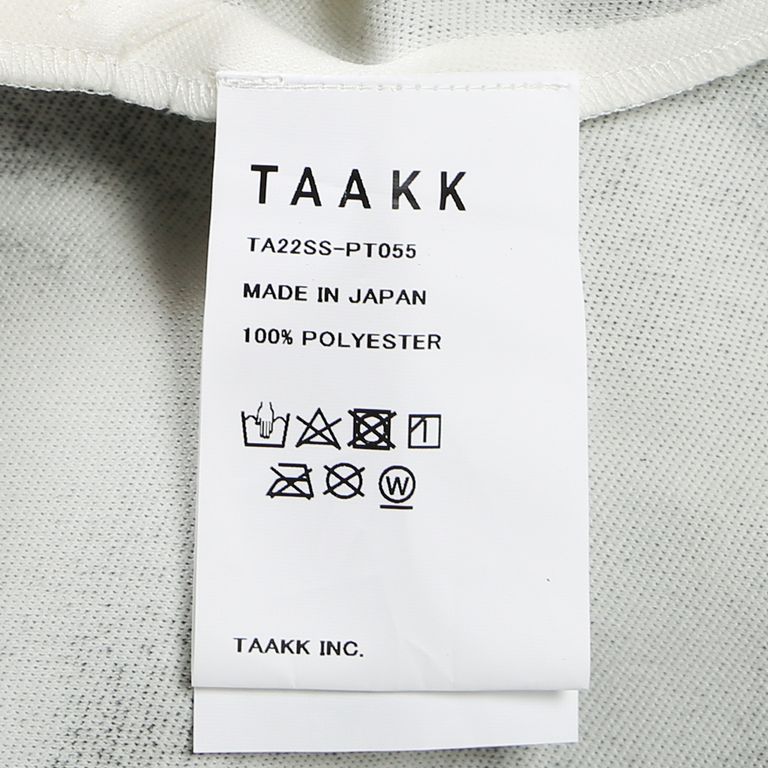 TAAKK
TA22SS-PT055
MADE IN JAPAN
100% POLYESTER
W
TAAKK INC.